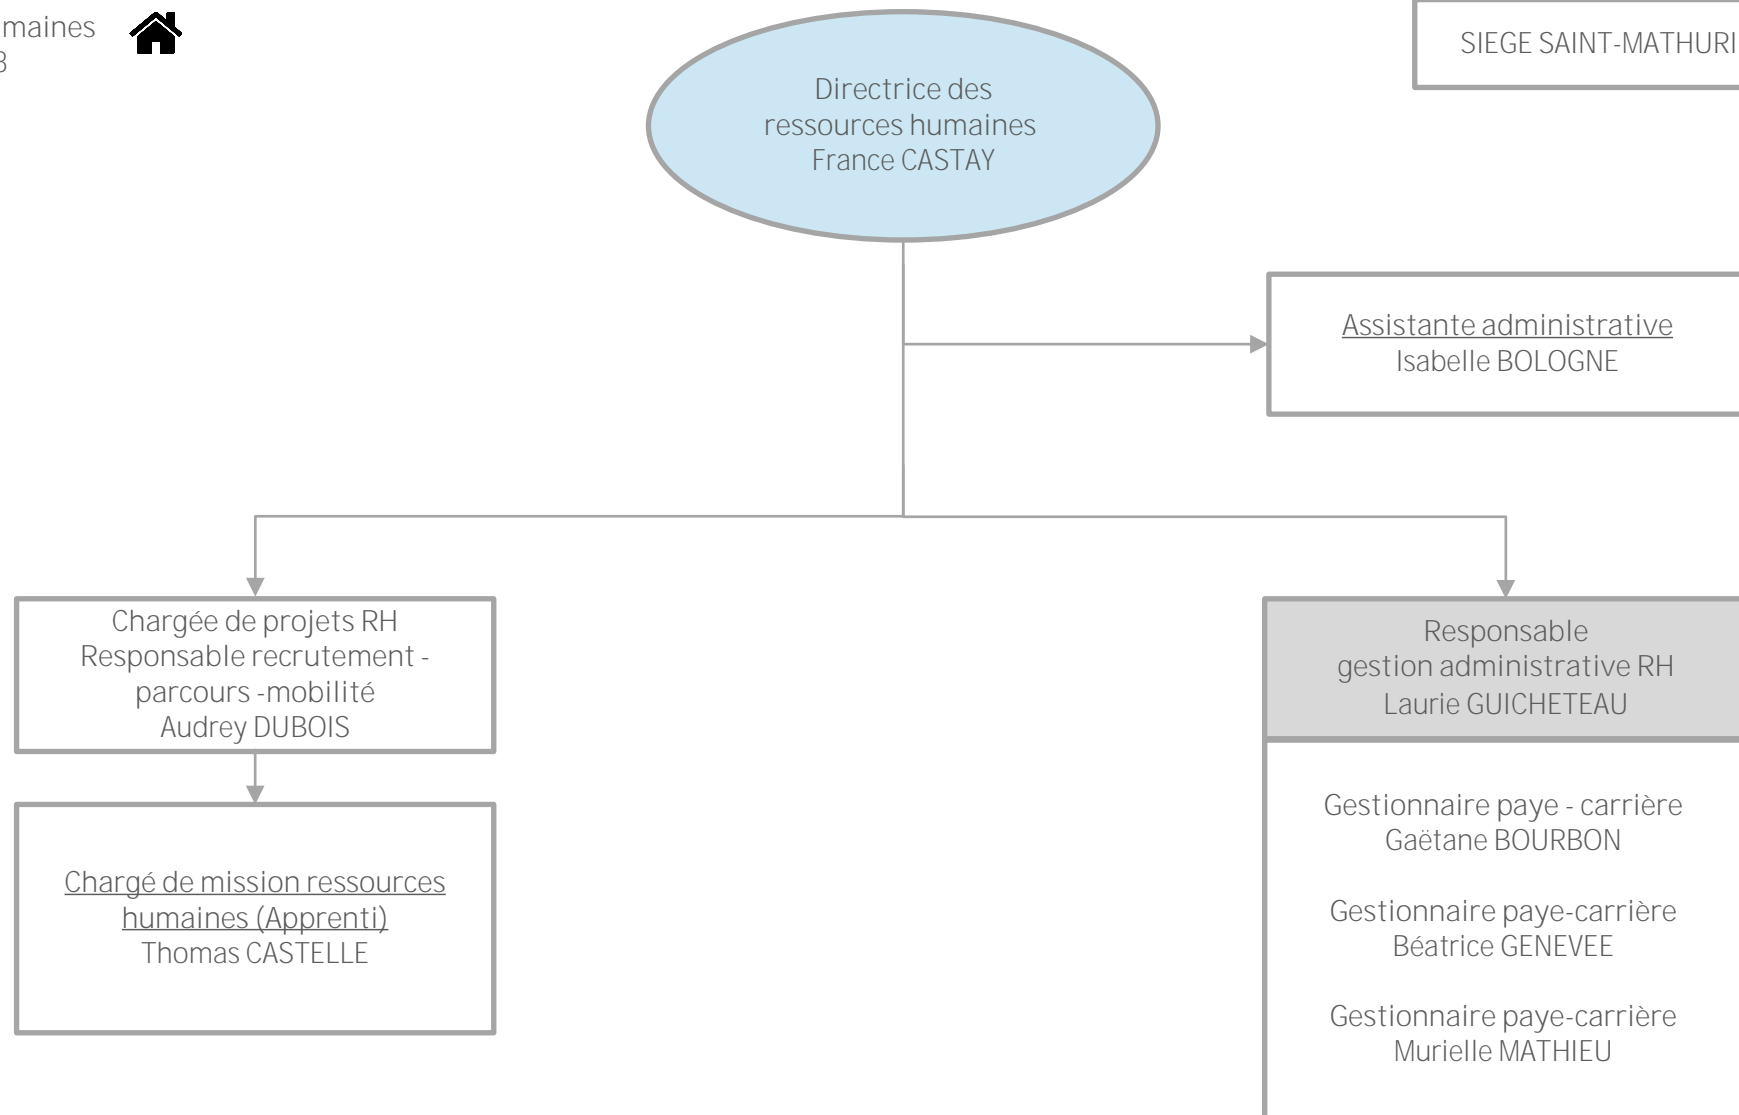 maines
SIEGE SAINT-MATHURI
Directrice des
ressources humaines
France CASTAY
Assistante administrative
Isabelle BOLOGNE
Chargée de projets RH
Responsable recrutement -
parcours -mobilité
Audrey DUBOIS
Responsable
gestion administrative RH
Laurie GUICHETEAU
Chargé de mission ressources
humaines (Apprenti)
Thomas CASTELLE
Gestionnaire paye - carrière
Gaëtane BOURBON
Gestionnaire paye-carrière
Béatrice GENEVEE
Gestionnaire paye-carrière
Murielle MATHIEU